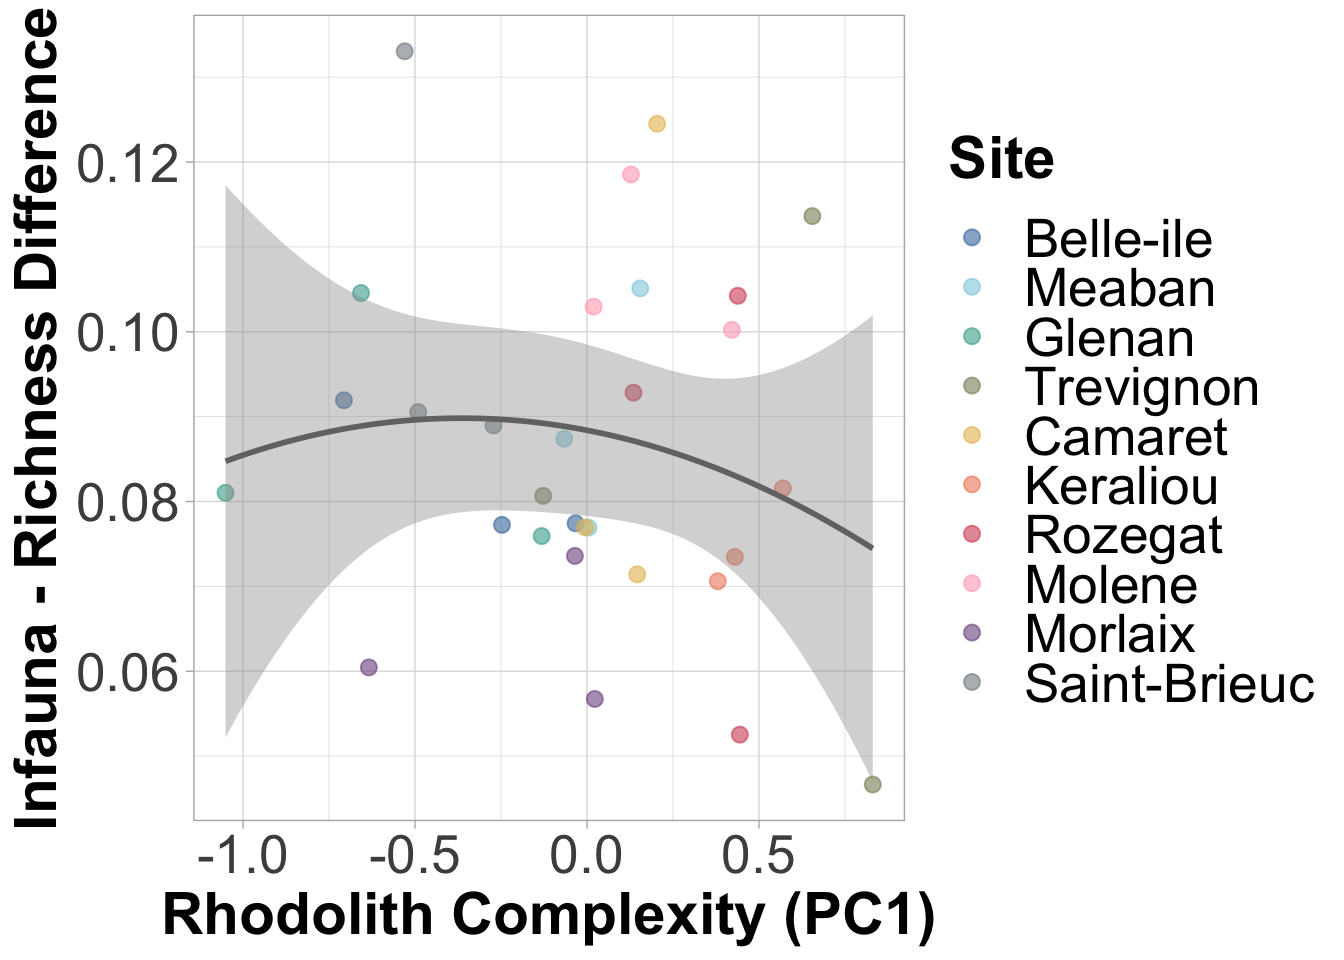 Infauna - Richness Difference
0.12
0.10
0.08
0.06
-1.0
-0.5
0.0
0.5
Rhodolith Complexity (PC1)
Site
Belle-ile
Meaban
Glenan
Trevignon
Camaret
Keraliou
Rozegat
Molene
Morlaix
Saint-Brieuc